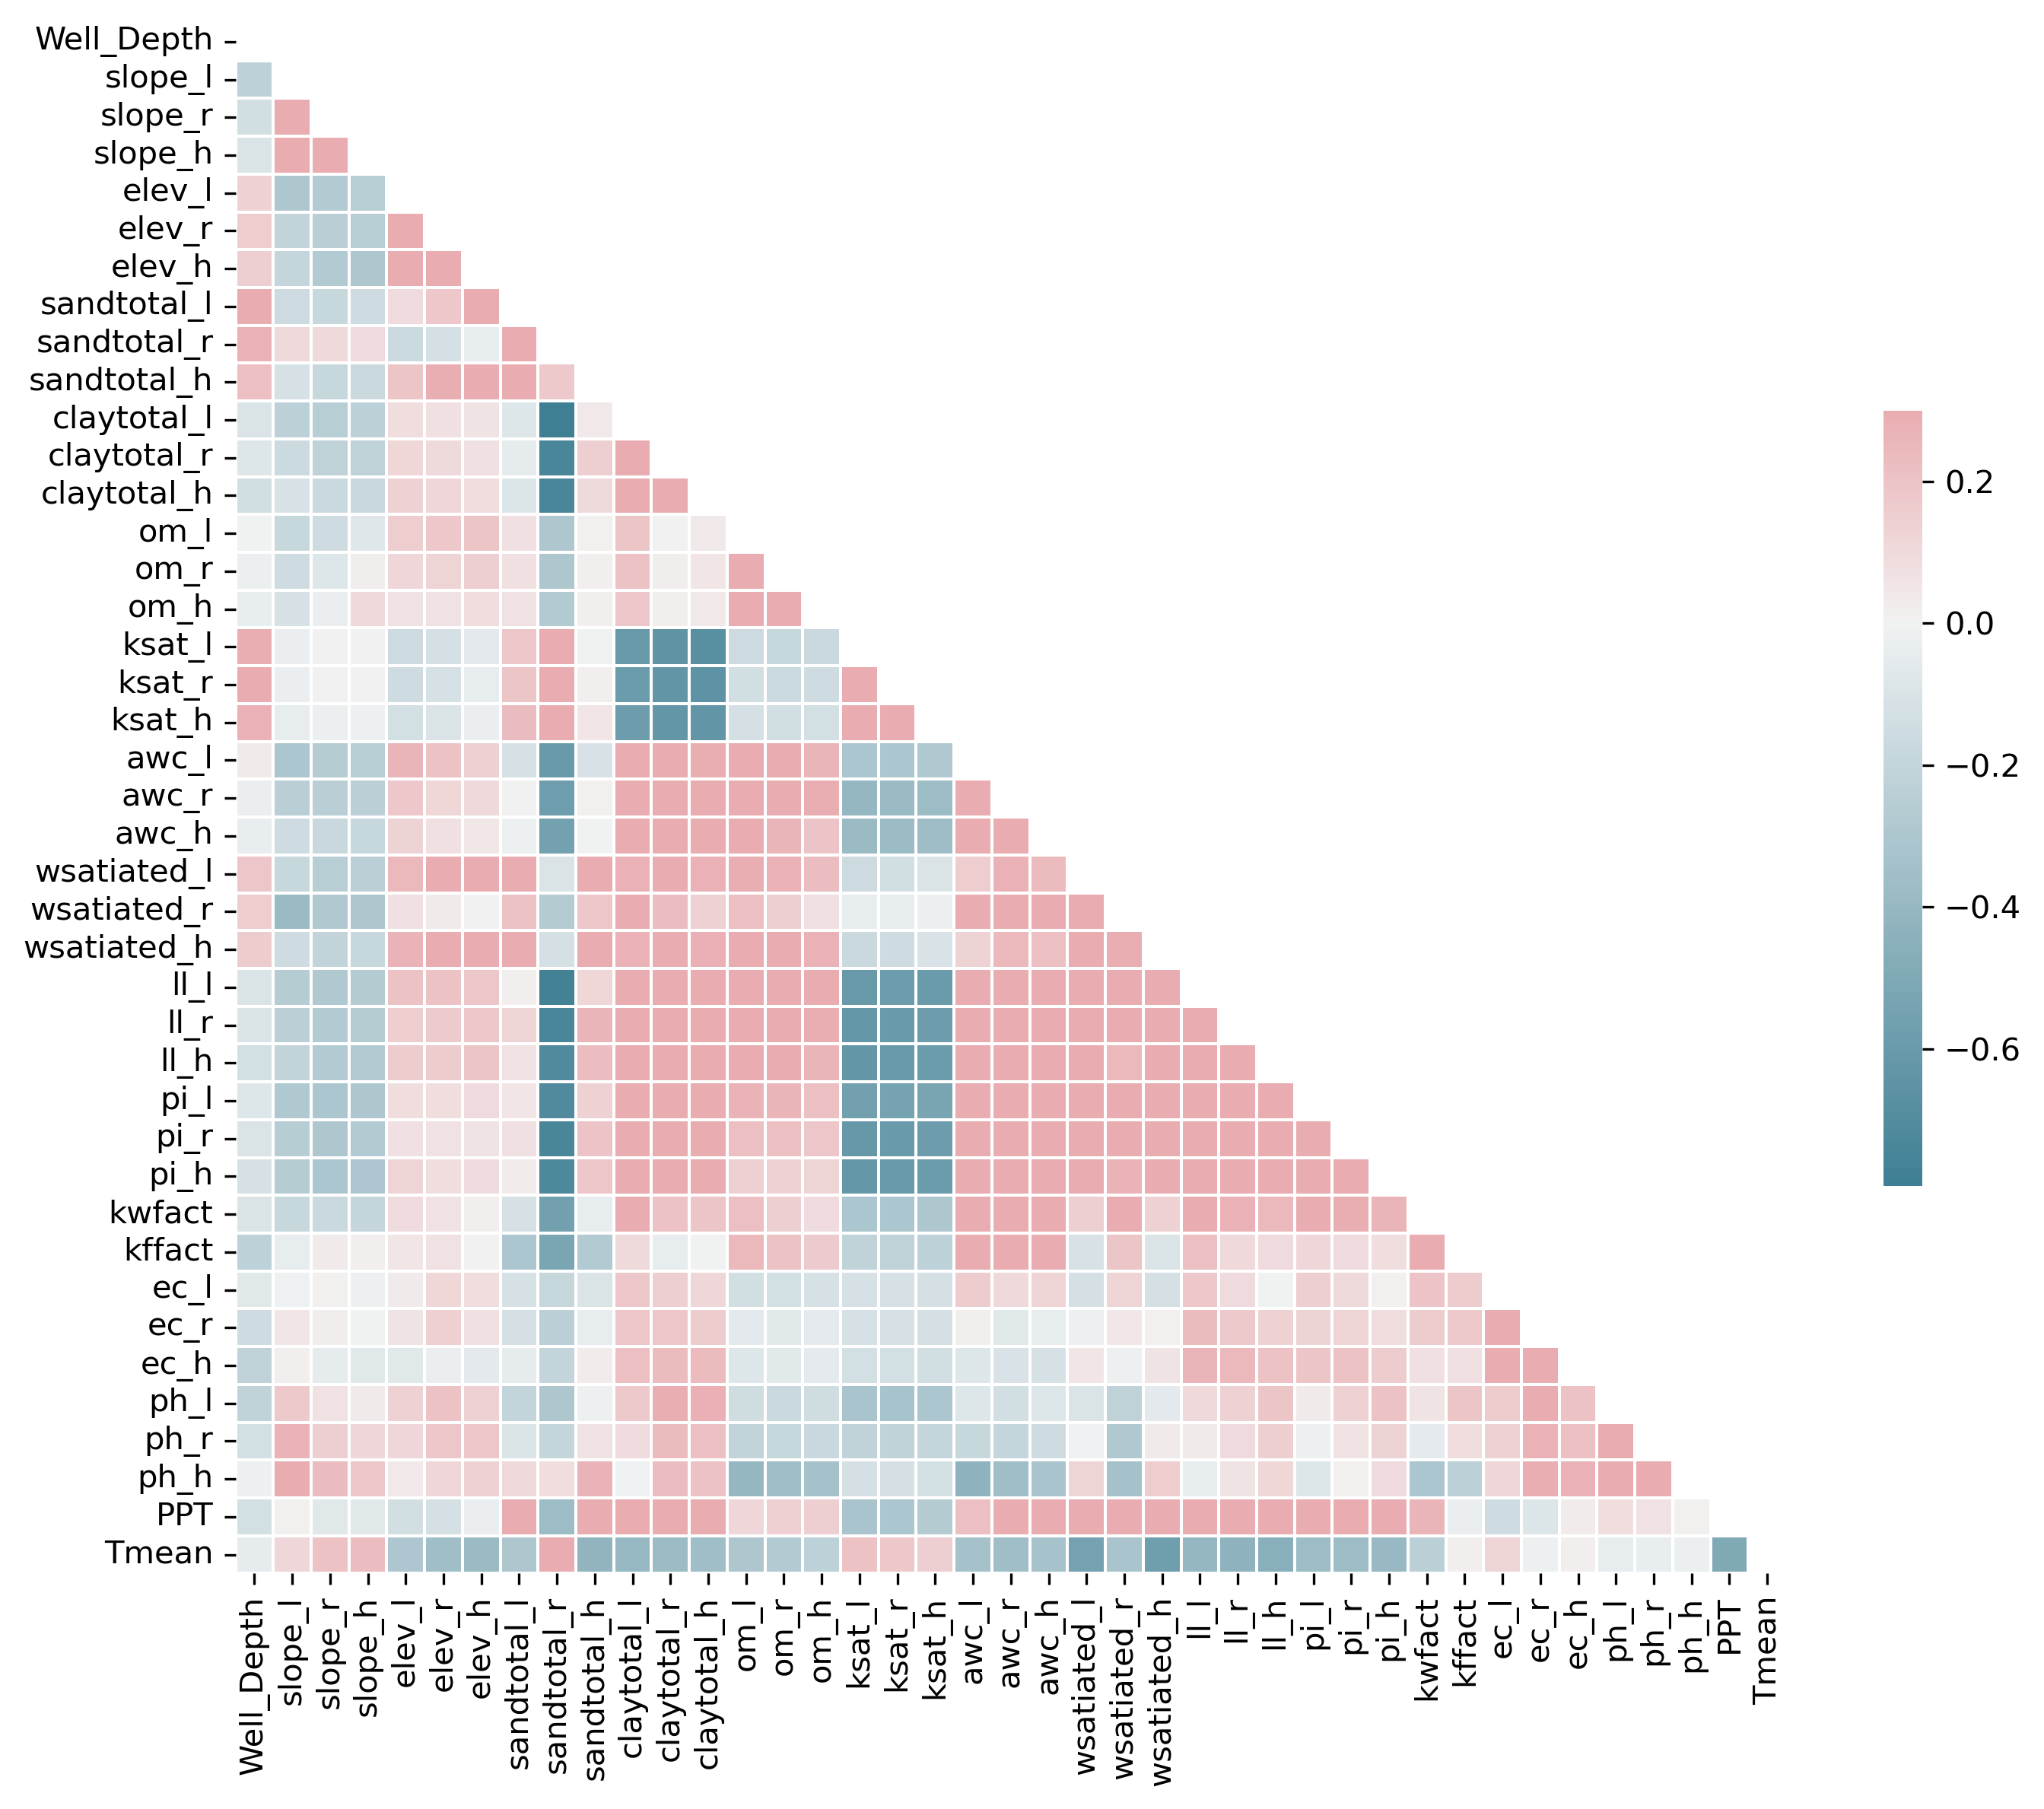 Well_Depth
slope_l
slope_r
slope_h
elev_l
elev_r
elev_h
sandtotal_l
sandtotal_r
sandtotal_h
claytotal_l
claytotal_r
claytotal_h
om_l
om_r
om_h
ksat_l
ksat_r
ksat_h
awc_l
awc_r
awc_h
wsatiated_l
wsatiated_r
wsatiated_h
ll_l
ll_r
ll_h
pi_l
pi_r
pi_h
kwfact
kffact
ec_l
ec_r
ec_h
ph_l
ph_r
ph_h
PPT
Tmean
Well_Depth
slope_l
slope_r
slope_h
elev_l
elev_r
elev_h
sandtotal_l
sandtotal_r
sandtotal_h
claytotal_l
claytotal_r
claytotal_h
om_l
om_r
om_h
ksat_l
ksat_r
ksat_h
awc_l
awc_r
awc_h
wsatiated_l
wsatiated_r
wsatiated_h
ll_l
ll_r
ll_h
pi_l
pi_r
pi_h
kwfact
kffact
ec_l
ec_r
ec_h
ph_l
ph_r
ph_h
PPT
Tmean
0.2
0.0
−0.2
−0.4
−0.6